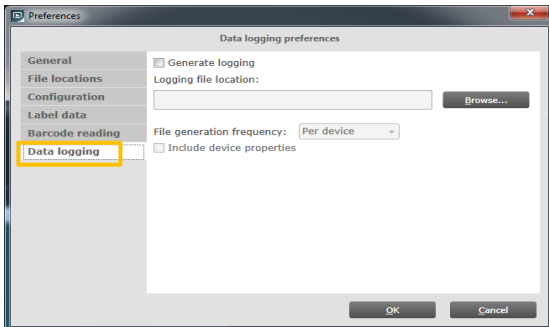 Preferences
Data logging preferences
General
File locations
Configuration
Label data
Barcode reading
Data logging
Generate logging
Logging file location:
Browse...
File generation frequency: Per device
Include device properties
OK
Cancel